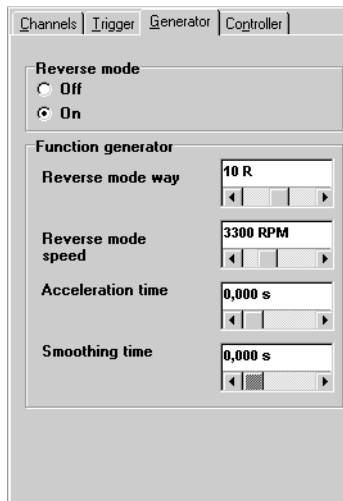 Channels Trigger Generator Controller
Reverse mode
Off
On
Function generator
Reverse mode way
10 R
Reverse mode speed
3300 RPM
Acceleration time
0,000 s
Smoothing time
0,000 s